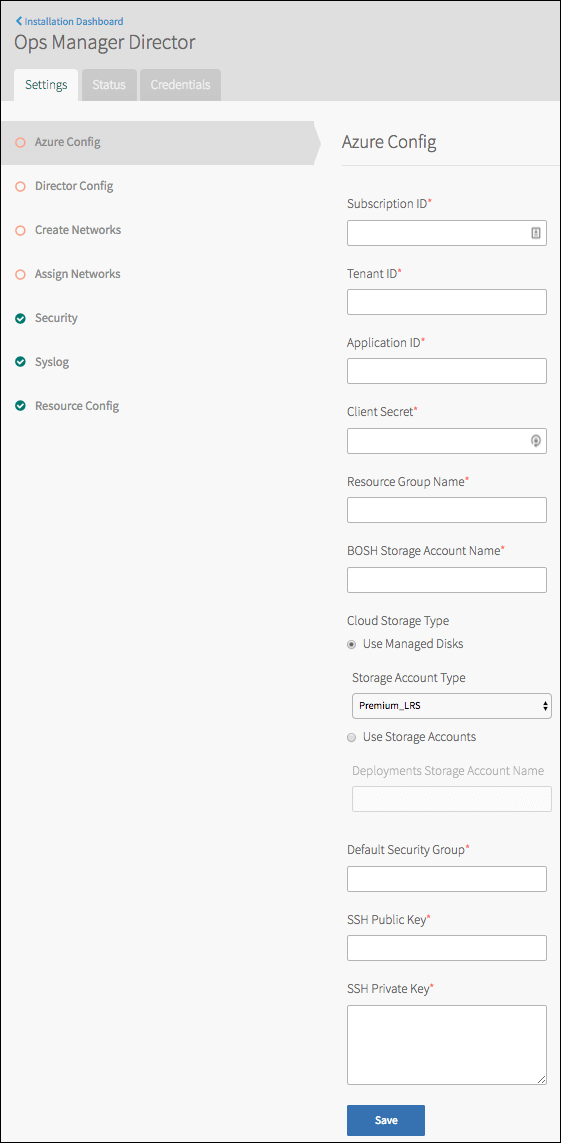 Installation Dashboard
Ops Manager Director
Settings
Status
Credentials
Azure Config
Director Config
Create Networks
Assign Networks
Security
Syslog
Resource Config
Azure Config
Subscription ID*
Tenant ID*
Application ID*
Client Secret*
Resource Group Name*
BOSH Storage Account Name*
Cloud Storage Type
Use Managed Disks
Storage Account Type
Premium_LRS
Use Storage Accounts
Deployments Storage Account Name
Default Security Group*
SSH Public Key*
SSH Private Key*
Save